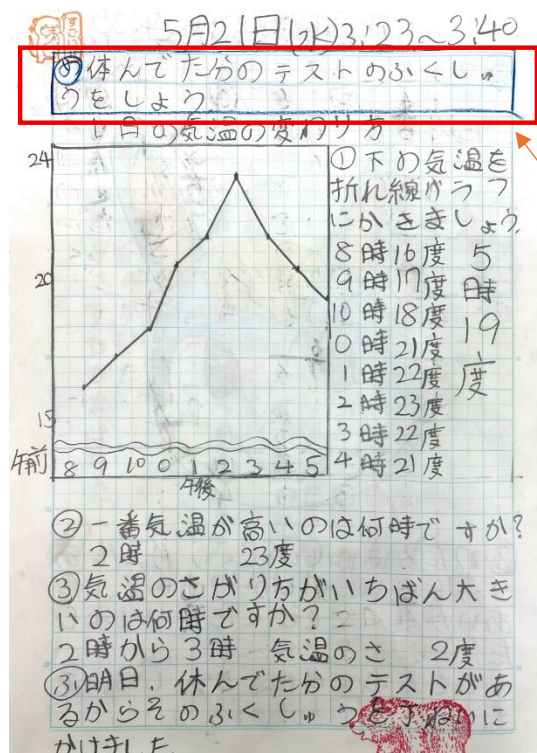 5月21日(水)3:23~3:40
め 体んでた分のテストのふくしゅ
うをしよう
1日の気温の変わり方
24
20
15
午前 8 9 10 0 1 2 3 4 5
午後
①下の気温を
折れ線グラフ
にかきましょう。
8時16度
9時17度
10時18度
0時21度
1時22度
2時23度
3時22度
4時21度
5時19度
②一番気温が高いのは何時ですか?
2時 23度
③気温のさがり方がいちばん大き
いのは何時ですか?
2時から3時 気温のさ 2度
ふ 明日、休んでた分のテストがあ
るからそのふくしゅうをていねいに
かけました